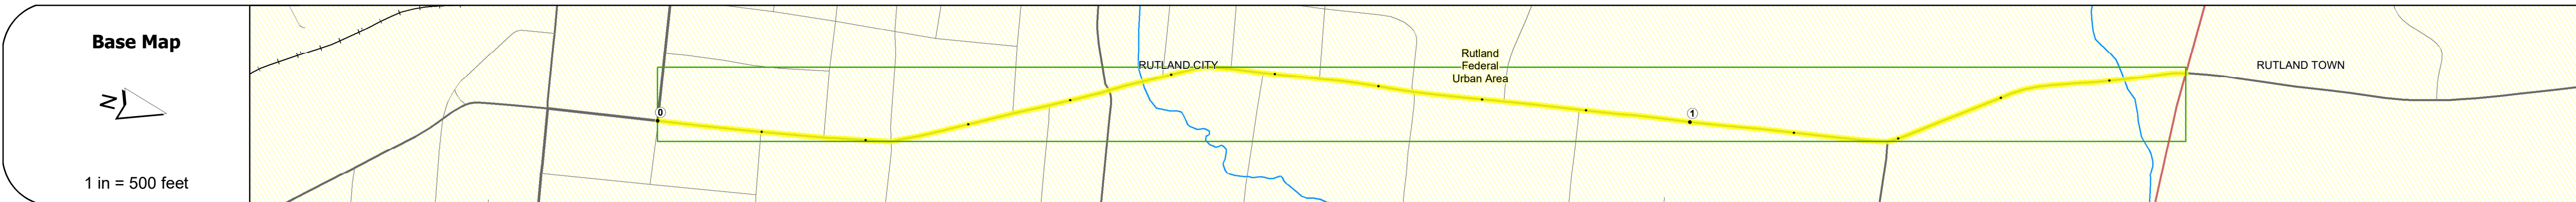 Base Map
N
1 in = 500 feet
0
RUTLAND CITY
Rutland
Federal
Urban Area
1
RUTLAND TOWN